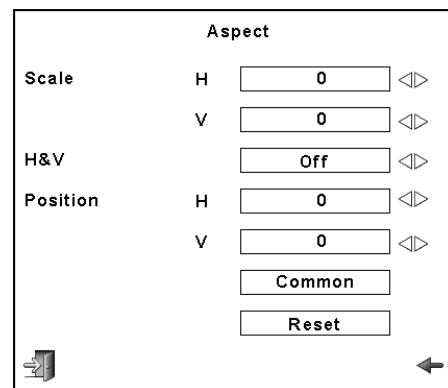 Aspect
Scale H 0
V 0
H&V Off
Position H 0
V 0
Common
Reset